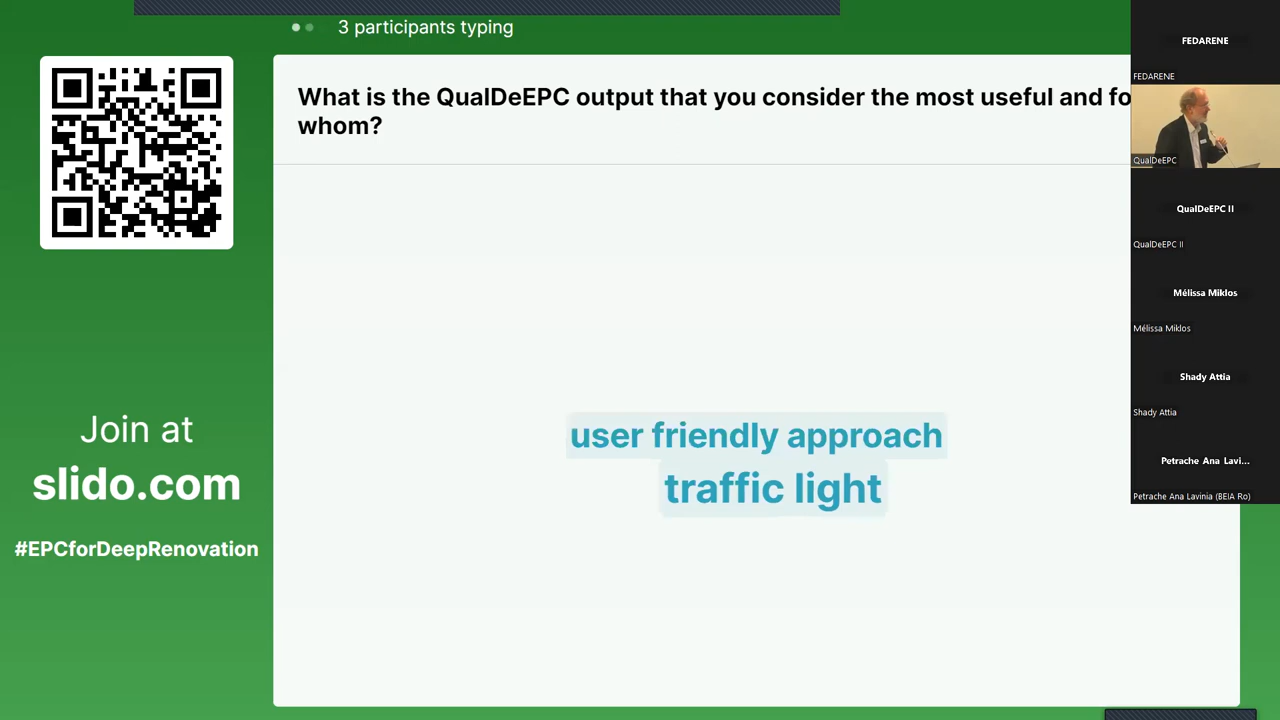 3 participants typing
What is the QualDeEPC output that you consider the most useful and fo
whom?
user friendly approach
traffic light
Join at
slido.com
#EPCforDeepRenovation
FEDARENE
FEDARENE
QualDeEPC
QualDeEPC II
QualDeEPC II
Mélissa Miklos
Mélissa Miklos
Shady Attia
Shady Attia
Petrache Ana Lavi...
Petrache Ana Lavinia (BEIA Ro)